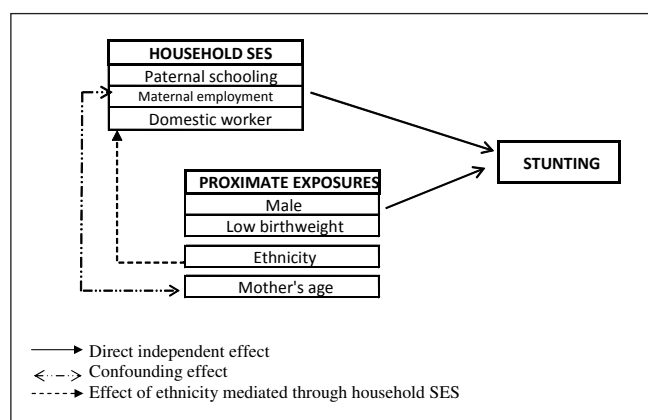 HOUSEHOLD SES
Paternal schooling
Maternal employment
Domestic worker
STUNTING
PROXIMATE EXPOSURES
Male
Low birthweight
Ethnicity
Mother's age
Direct independent effect
Confounding effect
Effect of ethnicity mediated through household SES